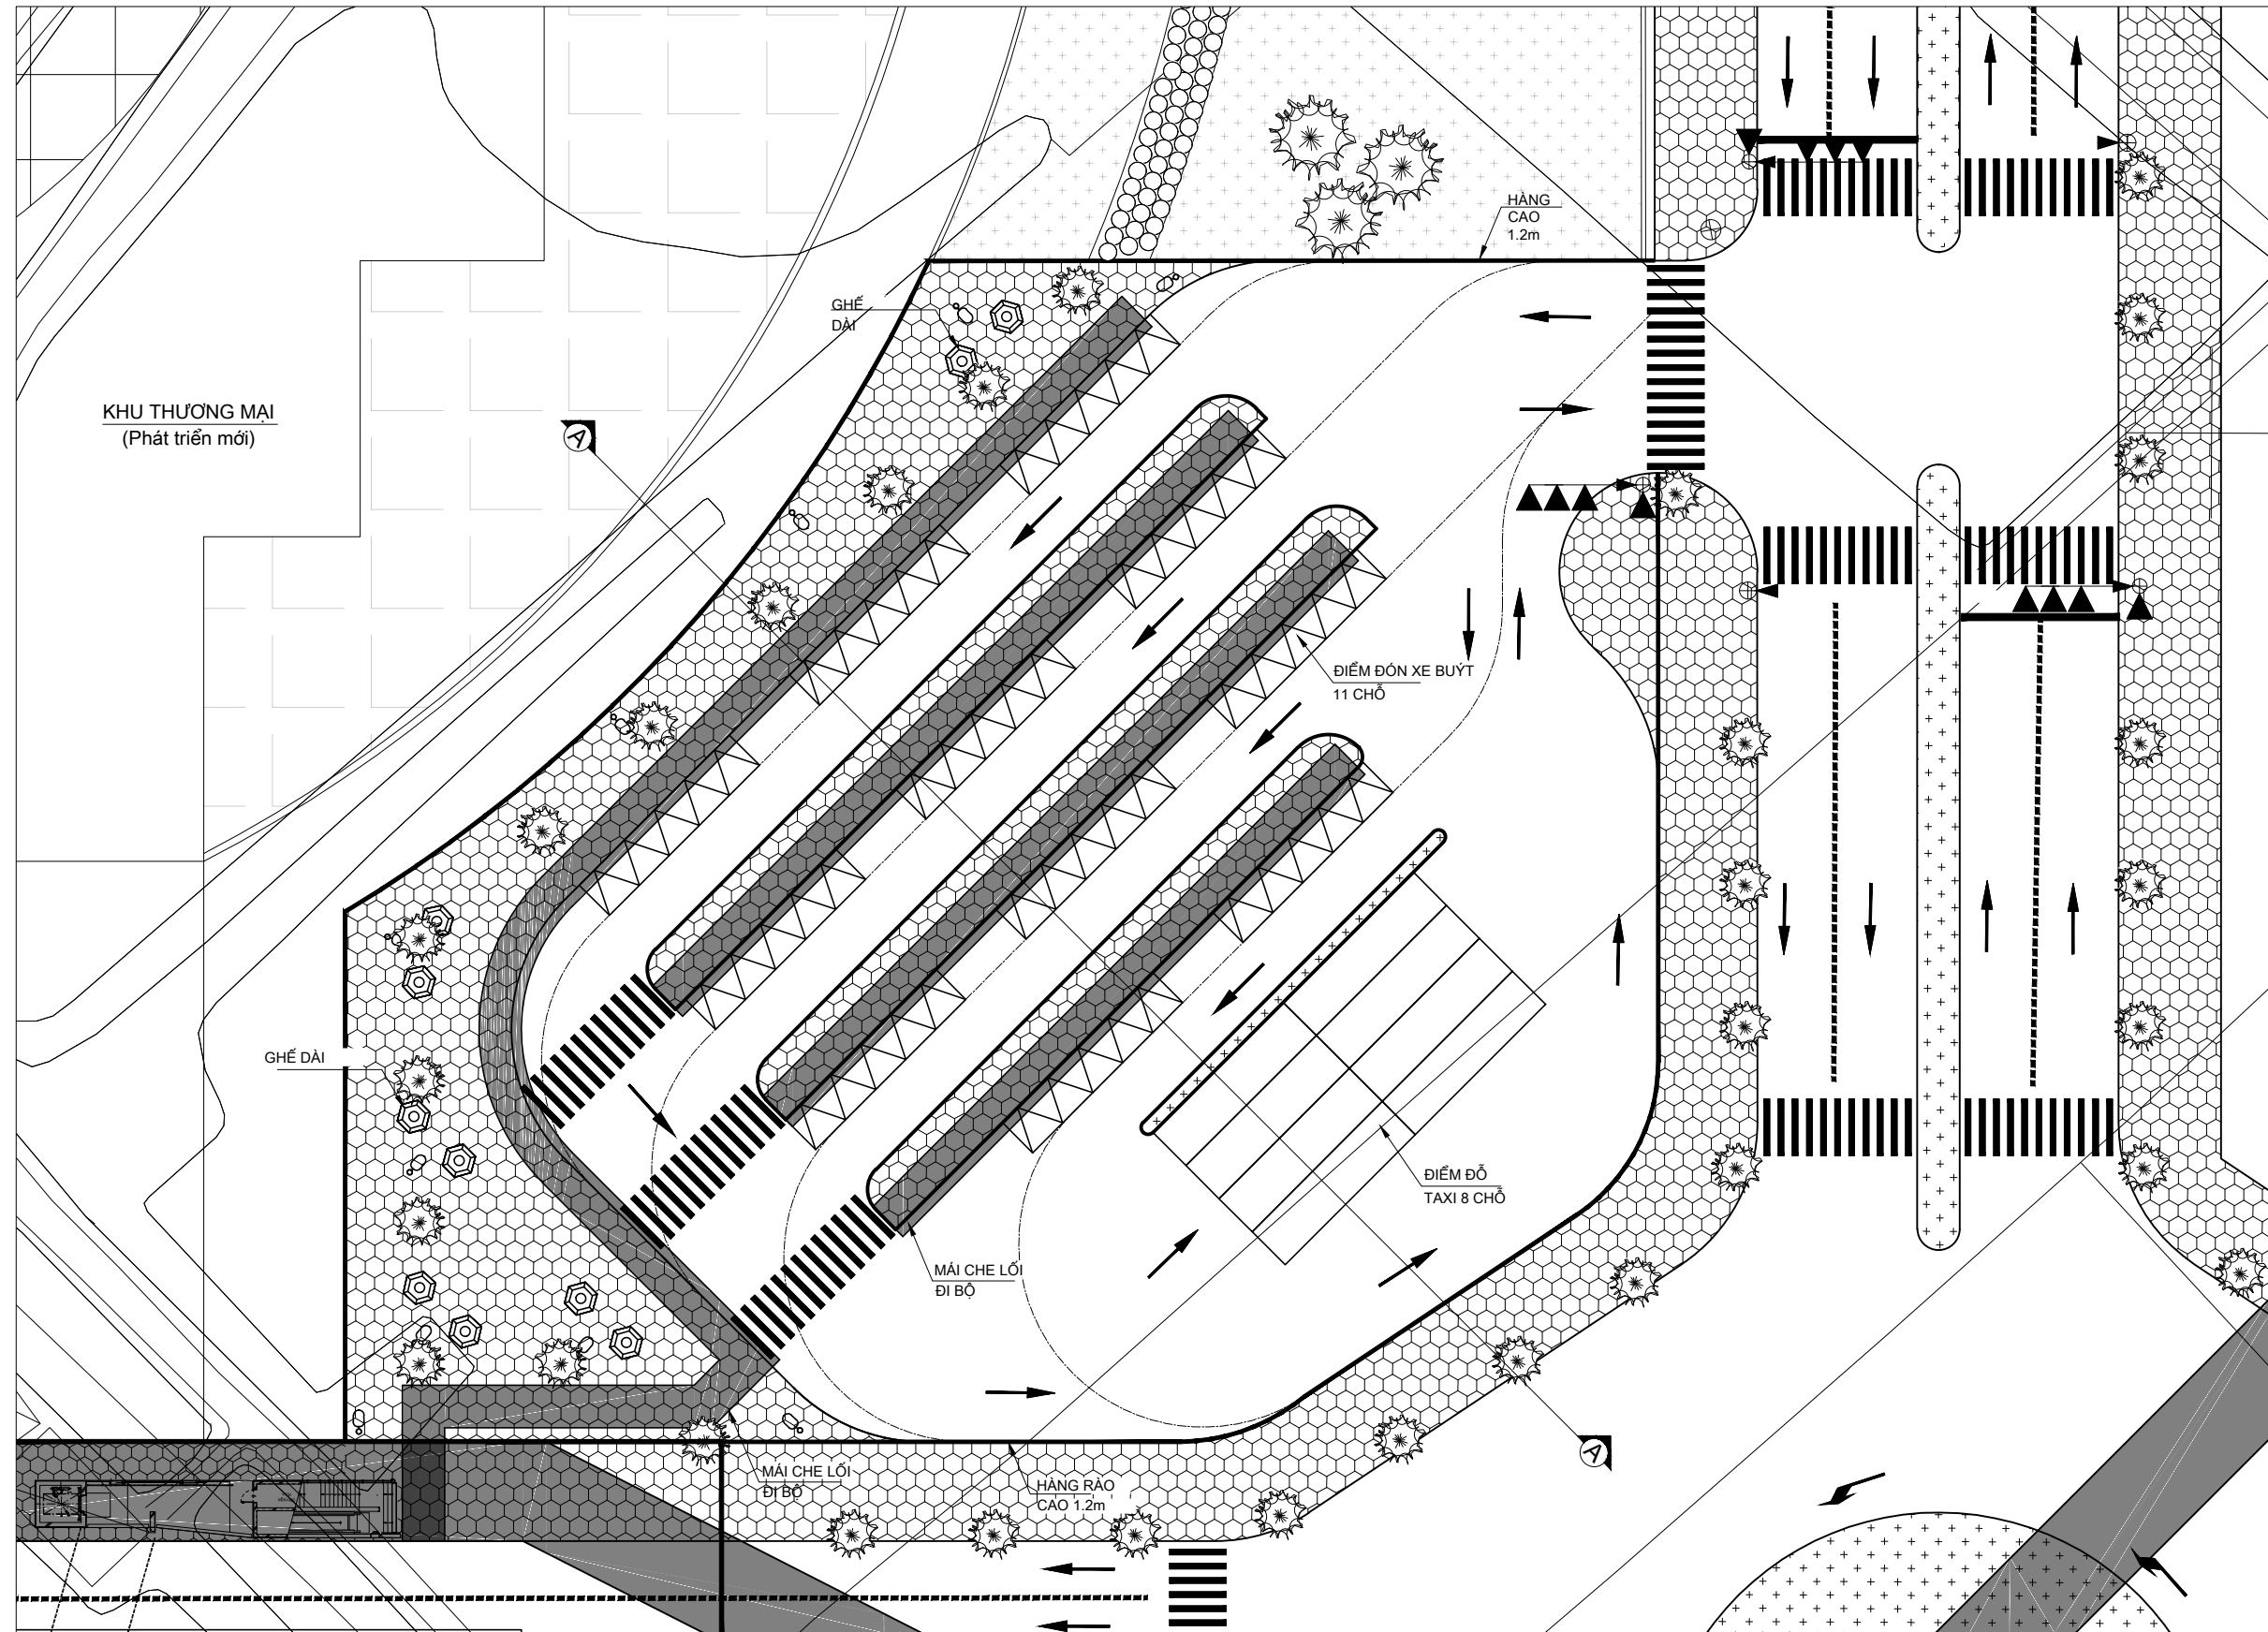 HÀNG
CAO
1.2m
GHẾ
DÀI
KHU THƯƠNG MẠI
(Phát triển mới)
A
ĐIỂM ĐÓN XE BUÝT
11 CHỖ
GHẾ DÀI
ĐIỂM ĐỖ
TAXI 8 CHỖ
MÁI CHE LỐI
ĐI BỘ
A
MÁI CHE LỐI
ĐI BỘ
HÀNG RÀO
CAO 1.2m